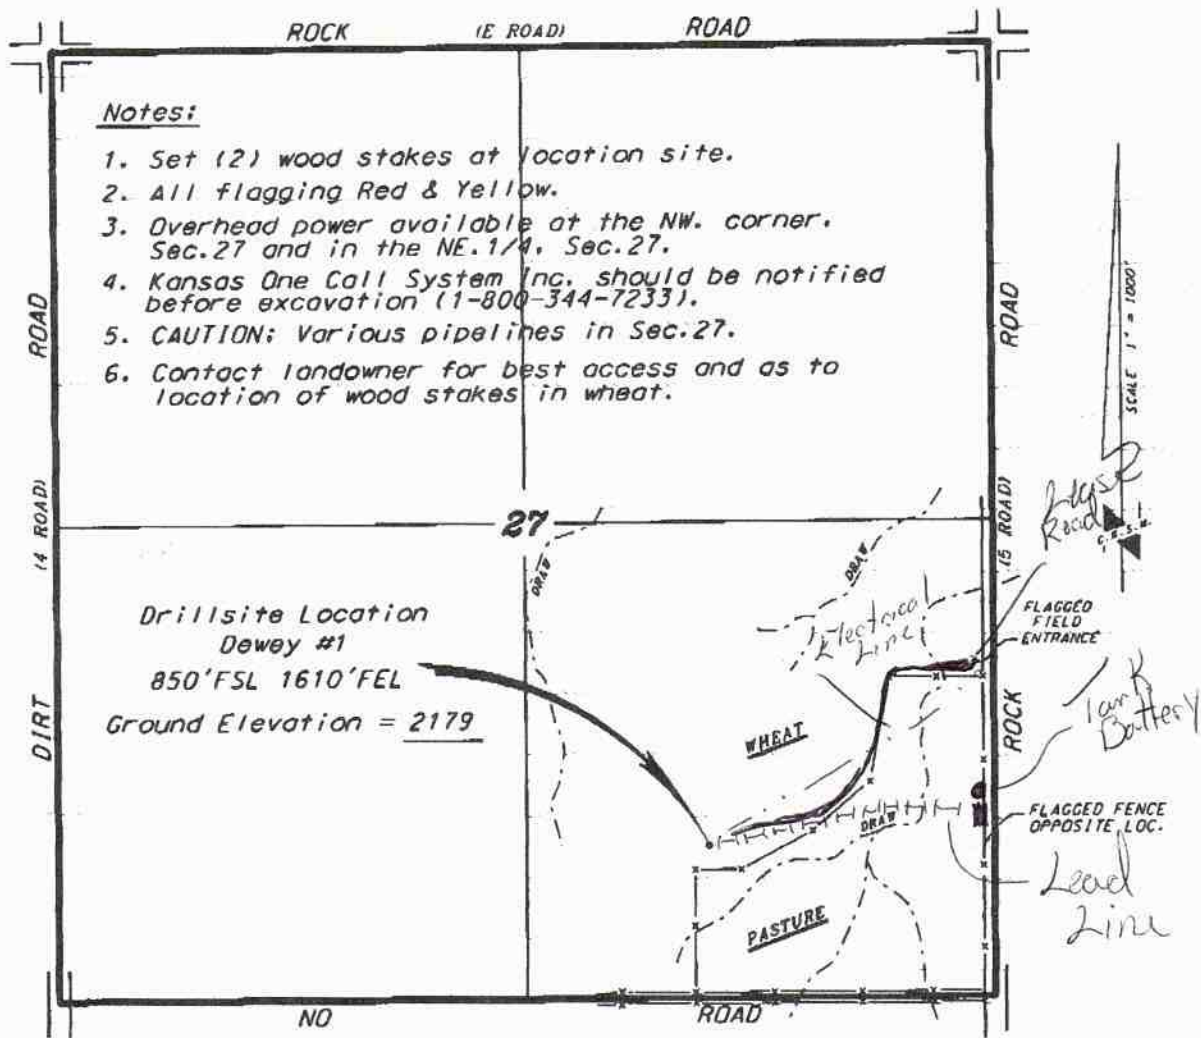 ROCK (E ROAD) ROAD
Notes:
1. Set (2) wood stakes at location site.
2. All flagging Red & Yellow.
3. Overhead power available at the NW. corner.
Sec.27 and in the NE.1/4. Sec.27.
4. Kansas One Call System Inc. should be notified
before excavation (1-800-344-7233).
5. CAUTION: Various pipelines in Sec.27.
6. Contact landowner for best access and as to
location of wood stakes in wheat.
ROAD
(4 ROAD)
DIRT
ROAD
(5 ROAD)
ROCK
SCALE 1" = 1000'
27
DRAW
DRAW
Drillsite Location
Dewey #1
850'FSL 1610'FEL
Ground Elevation = 2179
Electrical
Line
Road
FLAGGED
FIELD
ENTRANCE
Tank
Battery
WHEAT
DRAW
FLAGGED FENCE
OPPOSITE LOC.
Lead
Line
PASTURE
NO ROAD